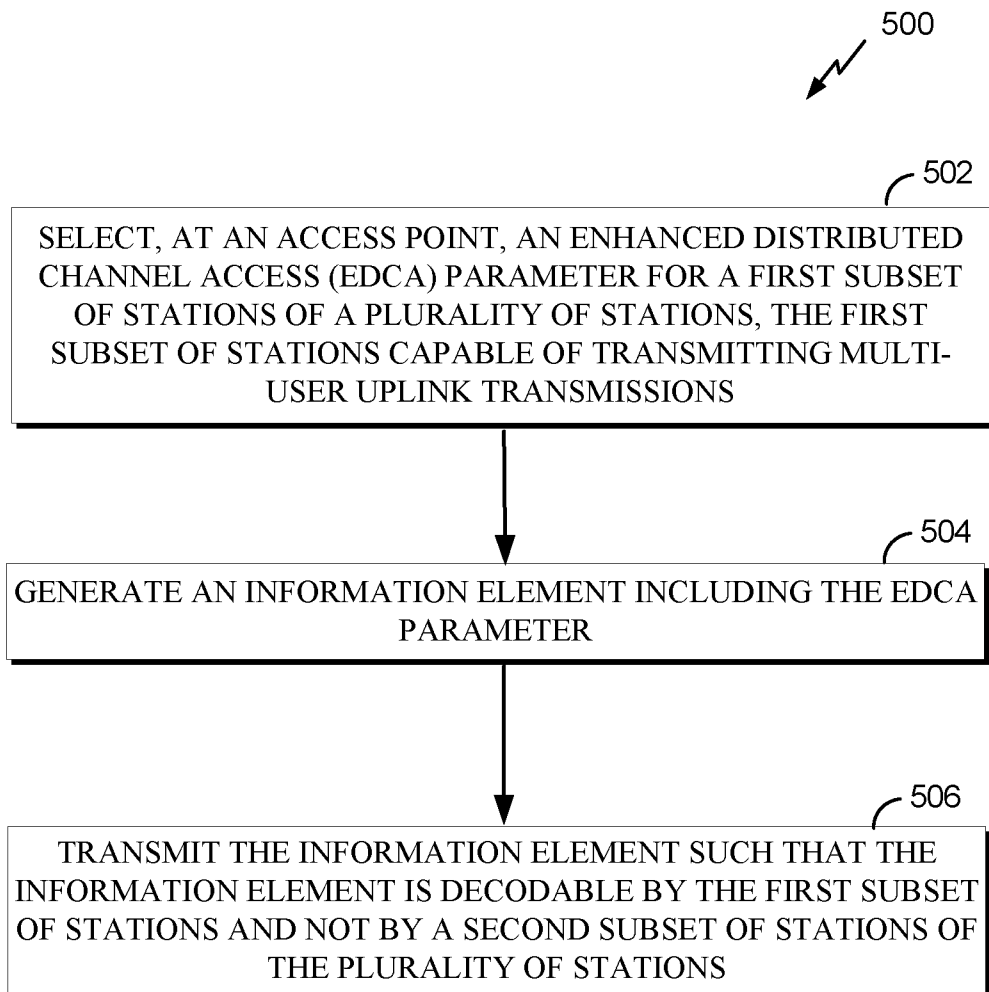 500
502
SELECT, AT AN ACCESS POINT, AN ENHANCED DISTRIBUTED
CHANNEL ACCESS (EDCA) PARAMETER FOR A FIRST SUBSET
OF STATIONS OF A PLURALITY OF STATIONS, THE FIRST
SUBSET OF STATIONS CAPABLE OF TRANSMITTING MULTI-
USER UPLINK TRANSMISSIONS
504
GENERATE AN INFORMATION ELEMENT INCLUDING THE EDCA
PARAMETER
506
TRANSMIT THE INFORMATION ELEMENT SUCH THAT THE
INFORMATION ELEMENT IS DECODABLE BY THE FIRST SUBSET
OF STATIONS AND NOT BY A SECOND SUBSET OF STATIONS OF
THE PLURALITY OF STATIONS